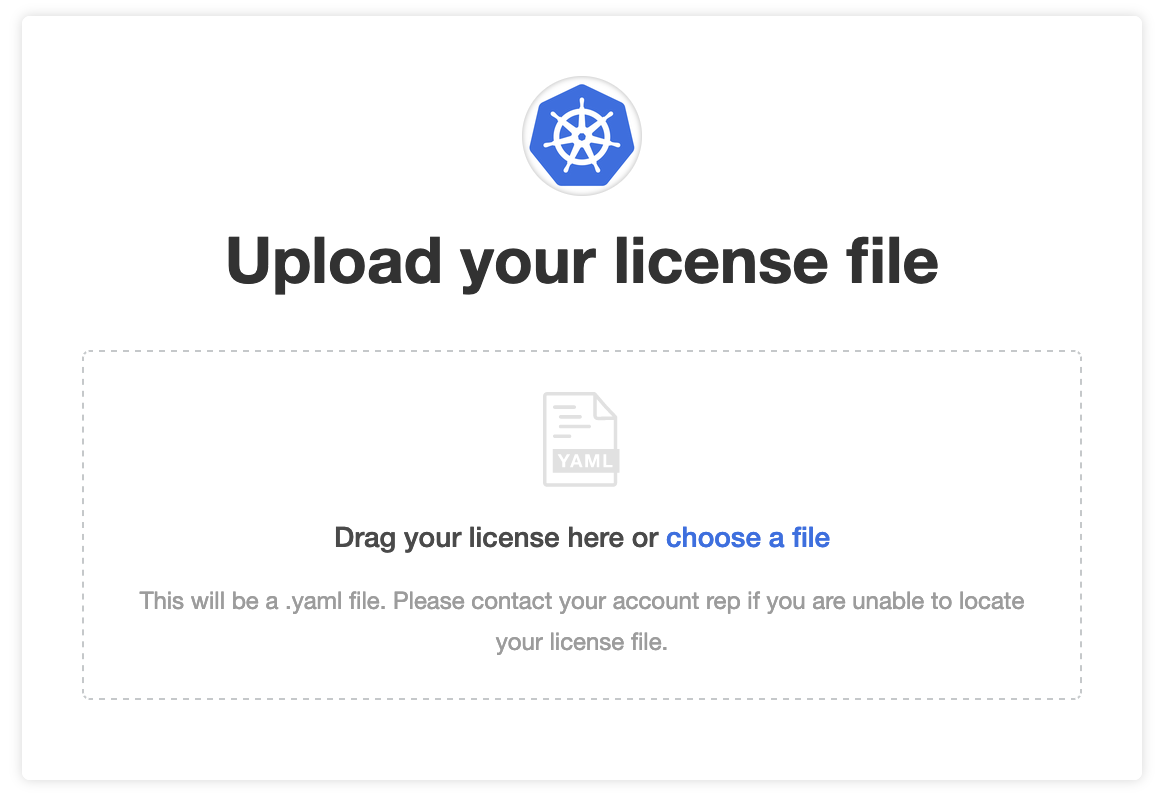 Upload your license file
YAML
Drag your license here or choose a file
This will be a .yaml file. Please contact your account rep if you are unable to locate
your license file.